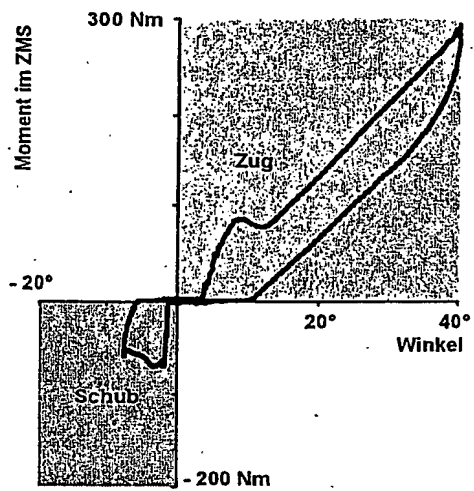 300 Nm
Moment im ZMS
Zug
- 20°
20°
40°
Winkel
Schub
- 200 Nm